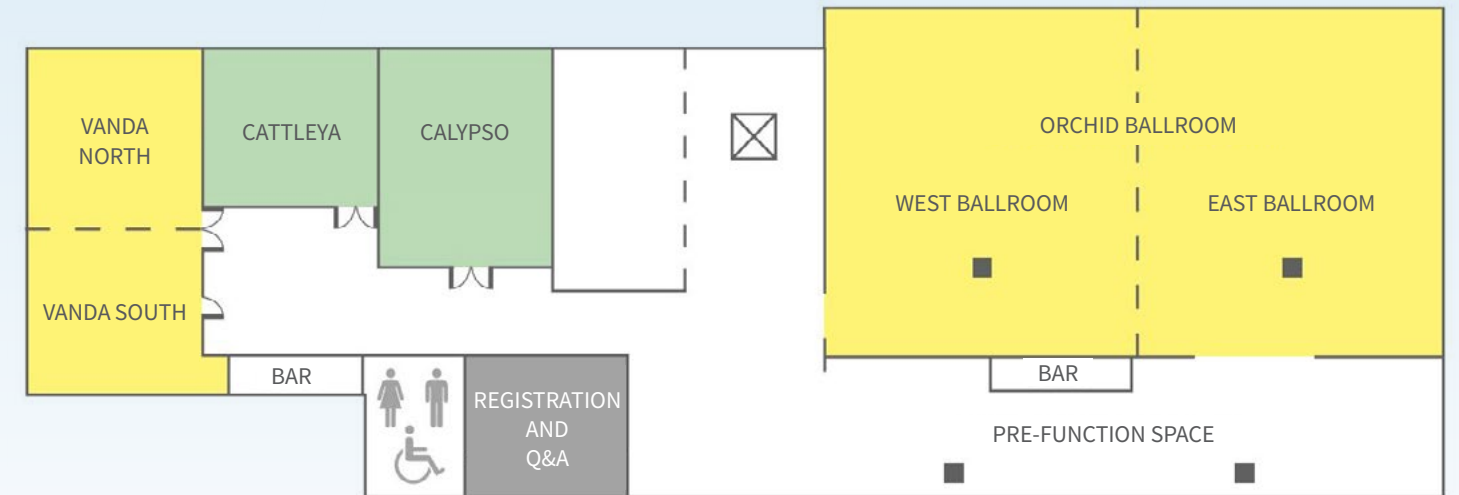 VANDA
NORTH
CATTLEYA
CALYPSO
ORCHID BALLROOM
WEST BALLROOM
EAST BALLROOM
VANDA SOUTH
BAR
BAR
REGISTRATION
AND
Q&A
PRE-FUNCTION SPACE